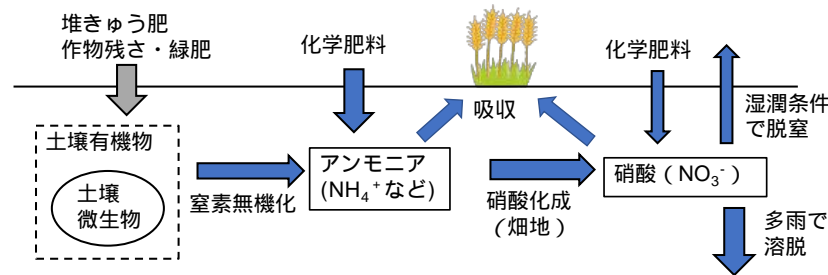 堆きゅう肥
作物残さ・緑肥
化学肥料
化学肥料
吸収
湿潤条件
で脱窒
土壌有機物
土壌
微生物
窒素無機化
アンモニア
(NH₄⁺など)
硝酸化成
(畑地)
硝酸（NO₃⁻）
多雨で
溶脱